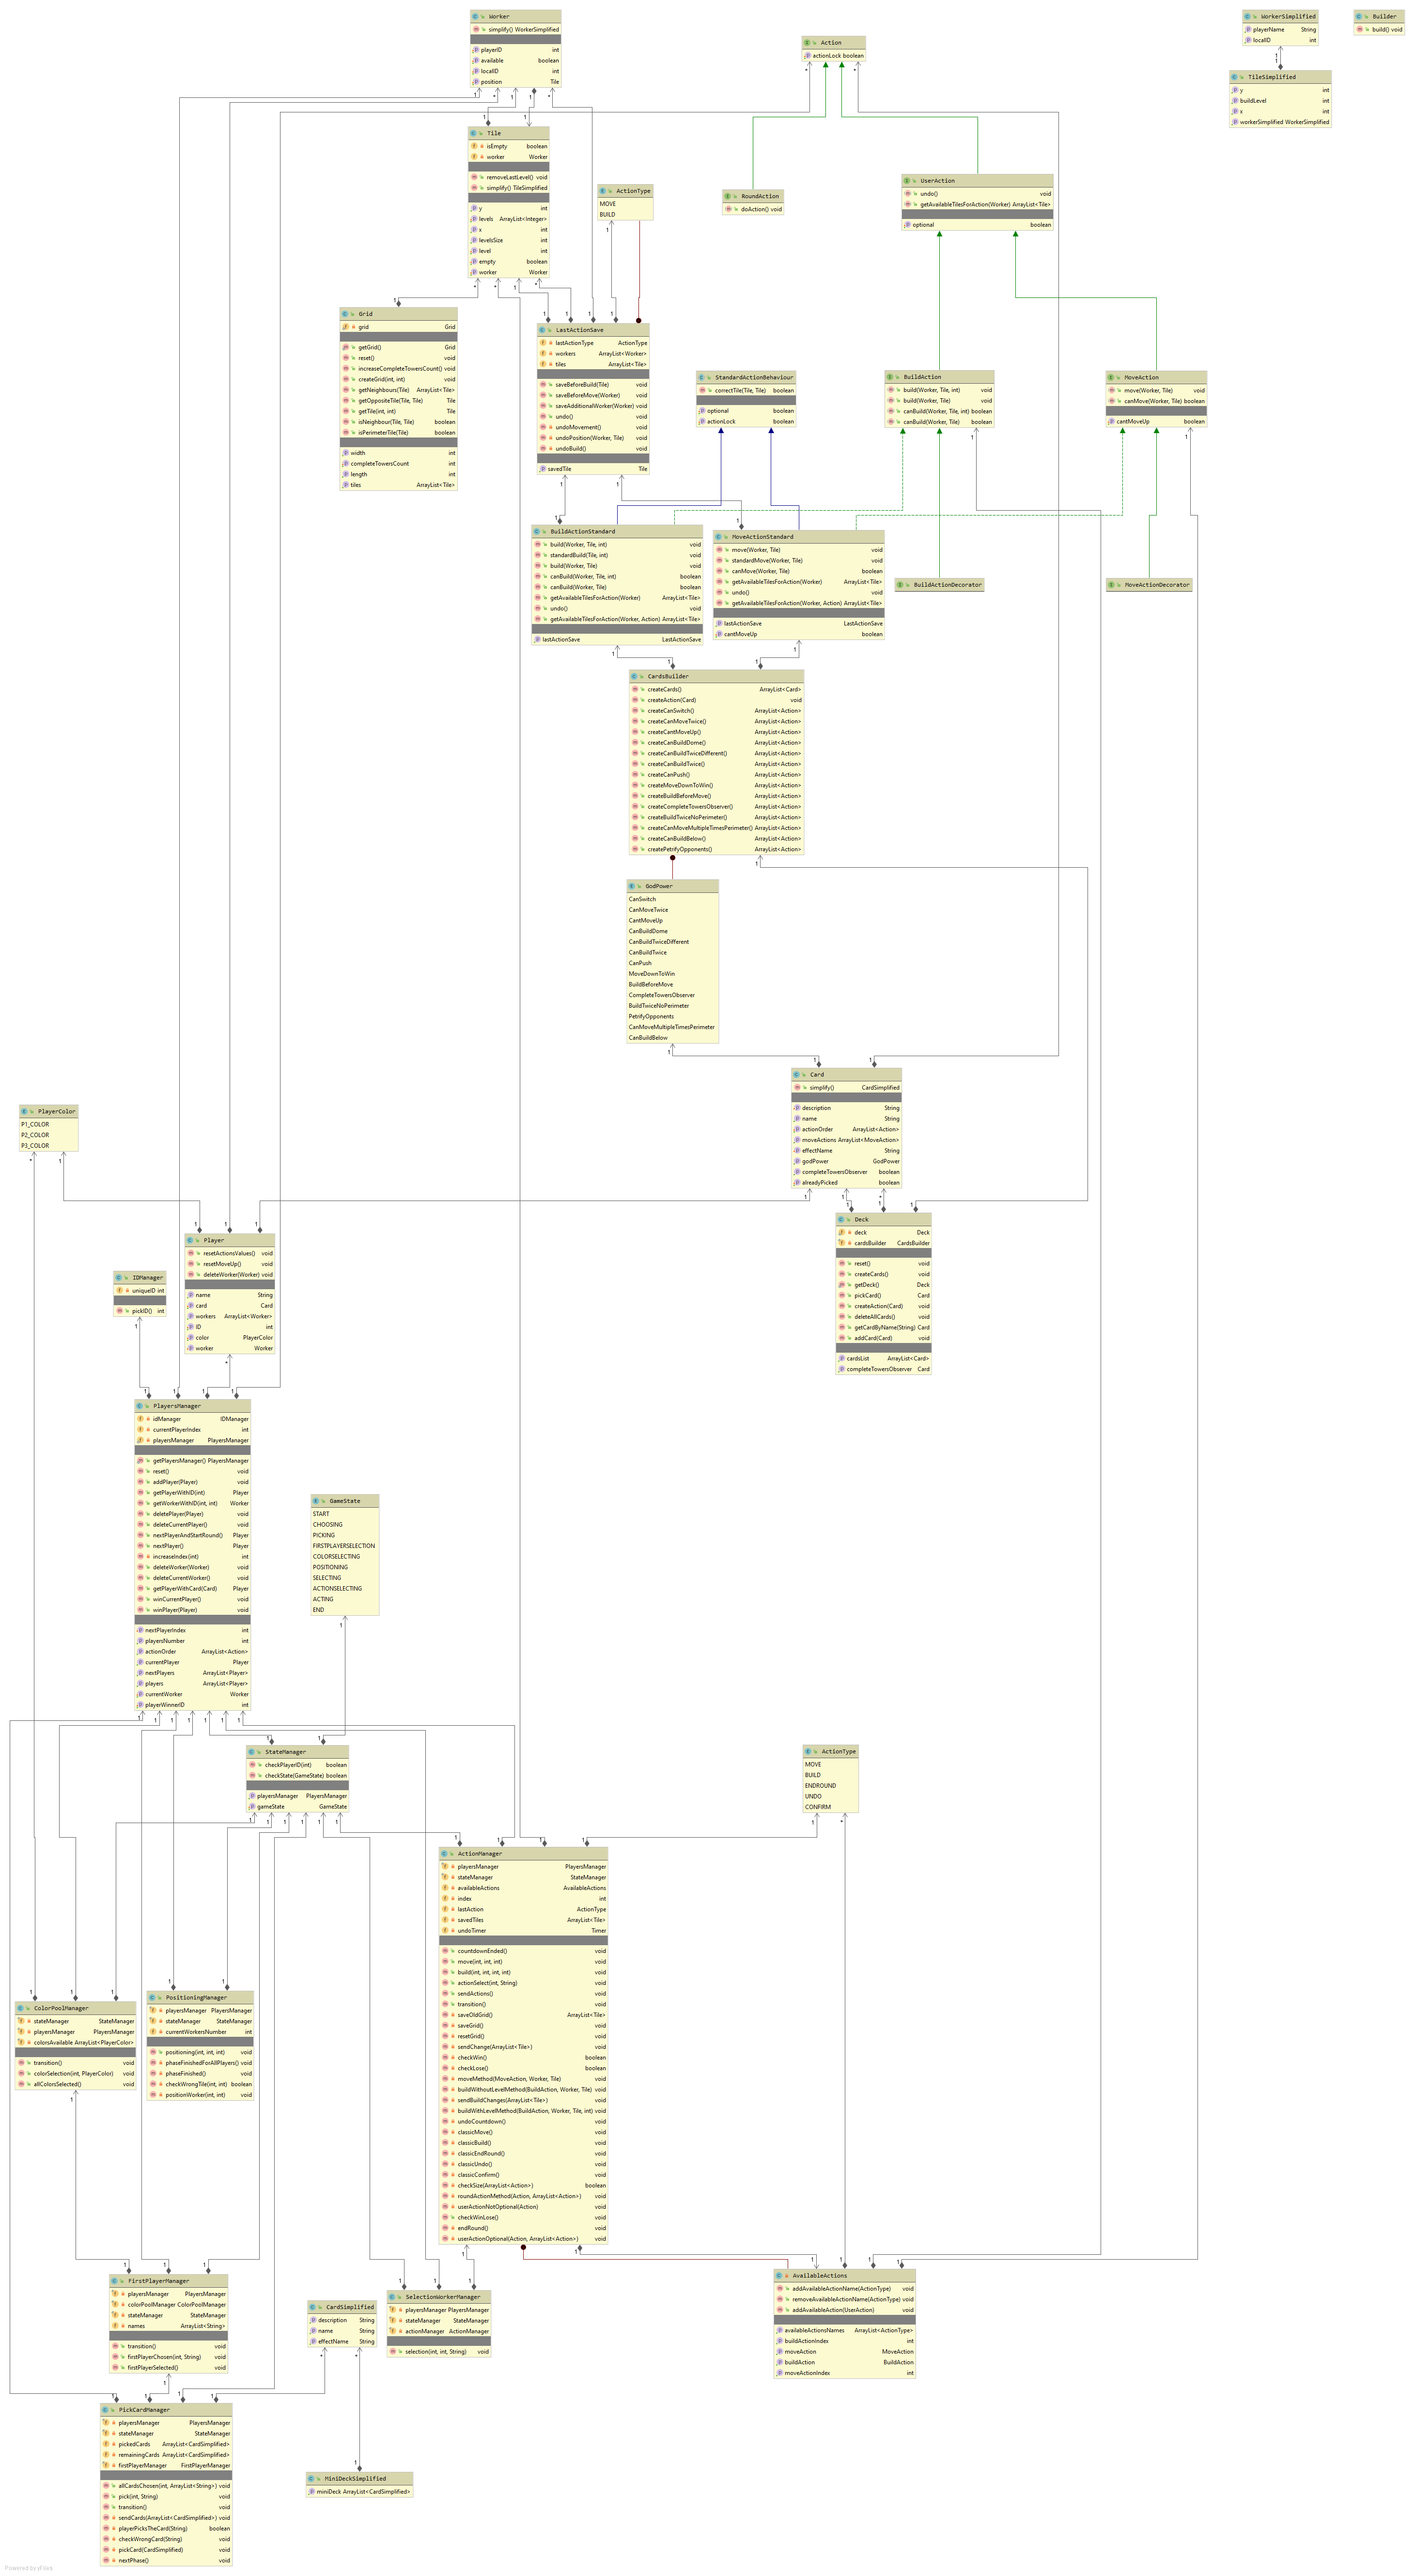 Worker
simplify() WorkerSimplified
playerID int
available boolean
localID int
position Tile
Action
actionLock boolean
WorkerSimplified
playerName String
localID int
Builder
build() void
TileSimplified
y int
buildLevel int
x int
workerSimplified WorkerSimplified
Tile
isEmpty boolean
worker Worker
removeLastLevel() void
simplify() TileSimplified
y int
levels ArrayList<Integer>
x int
levelsSize int
level int
empty boolean
worker Worker
ActionType
MOVE
BUILD
RoundAction
doAction() void
UserAction
undo() void
getAvailableTilesForAction(Worker) ArrayList<Tile>
optional boolean
Grid
grid Grid
getGrid() Grid
reset() void
increaseCompleteTowersCount() void
createGrid(int, int) void
getNeighbours(Tile) ArrayList<Tile>
getOppositeTile(Tile, Tile) Tile
getTile(int, int) Tile
isNeighbour(Tile, Tile) boolean
isPerimeterTile(Tile) boolean
width int
completeTowersCount int
length int
tiles ArrayList<Tile>
LastActionSave
lastActionType ActionType
workers ArrayList<Worker>
tiles ArrayList<Tile>
saveBeforeBuild(Tile) void
saveBeforeMove(Worker) void
saveAdditionalWorker(Worker) void
undo() void
undoMovement() void
undoPosition(Worker, Tile) void
undoBuild() void
savedTile Tile
StandardActionBehaviour
correctTile(Tile, Tile) boolean
optional boolean
actionLock boolean
BuildAction
build(Worker, Tile, int) void
build(Worker, Tile) void
canBuild(Worker, Tile, int) boolean
canBuild(Worker, Tile) boolean
MoveAction
move(Worker, Tile) void
canMove(Worker, Tile) boolean
cantMoveUp boolean
BuildActionStandard
build(Worker, Tile, int) void
standardBuild(Tile, int) void
build(Worker, Tile) void
canBuild(Worker, Tile, int) boolean
canBuild(Worker, Tile) boolean
getAvailableTilesForAction(Worker) ArrayList<Tile>
undo() void
getAvailableTilesForAction(Worker, Action) ArrayList<Tile>
lastActionSave LastActionSave
MoveActionStandard
move(Worker, Tile) void
standardMove(Worker, Tile) void
canMove(Worker, Tile) boolean
getAvailableTilesForAction(Worker) ArrayList<Tile>
undo() void
getAvailableTilesForAction(Worker, Action) ArrayList<Tile>
lastActionSave LastActionSave
cantMoveUp boolean
BuildActionDecorator
MoveActionDecorator
CardsBuilder
createCards() ArrayList<Card>
createAction(Card) void
createCanSwitch() ArrayList<Action>
createCanMoveTwice() ArrayList<Action>
createCantMoveUp() ArrayList<Action>
createCanBuildDome() ArrayList<Action>
createCanBuildTwiceDifferent() ArrayList<Action>
createCanBuildTwice() ArrayList<Action>
createCanPush() ArrayList<Action>
createMoveDownToWin() ArrayList<Action>
createBuildBeforeMove() ArrayList<Action>
createCompleteTowersObserver() ArrayList<Action>
createBuildTwiceNoPerimeter() ArrayList<Action>
createCanMoveMultipleTimesPerimeter() ArrayList<Action>
createCanBuildBelow() ArrayList<Action>
createPetrifyOpponents() ArrayList<Action>
GodPower
CanSwitch
CanMoveTwice
CantMoveUp
CanBuildDome
CanBuildTwiceDifferent
CanBuildTwice
CanPush
MoveDownToWin
BuildBeforeMove
CompleteTowersObserver
BuildTwiceNoPerimeter
PetrifyOpponents
CanMoveMultipleTimesPerimeter
CanBuildBelow
Card
simplify() CardSimplified
description String
name String
actionOrder ArrayList<Action>
moveActions ArrayList<MoveAction>
effectName String
godPower GodPower
completeTowersObserver boolean
alreadyPicked boolean
PlayerColor
P1_COLOR
P2_COLOR
P3_COLOR
Deck
deck Deck
cardsBuilder CardsBuilder
reset() void
createCards() void
getDeck() Deck
pickCard() Card
createAction(Card) void
deleteAllCards() void
getCardByName(String) Card
addCard(Card) void
cardsList ArrayList<Card>
completeTowersObserver Card
Player
resetActionsValues() void
resetMoveUp() void
deleteWorker(Worker) void
name String
card Card
workers ArrayList<Worker>
ID int
color PlayerColor
worker Worker
IDManager
uniqueID int
pickID() int
PlayersManager
idManager IDManager
currentPlayerIndex int
playersManager PlayersManager
getPlayersManager() PlayersManager
reset() void
addPlayer(Player) void
getPlayerWithID(int) Player
getWorkerWithID(int, int) Worker
deletePlayer(Player) void
deleteCurrentPlayer() void
nextPlayerAndStartRound() Player
nextPlayer() Player
increaseIndex(int) int
deleteWorker(Worker) void
deleteCurrentWorker() void
getPlayerWithCard(Card) Player
winCurrentPlayer() void
winPlayer(Player) void
nextPlayerIndex int
playersNumber int
actionOrder ArrayList<Action>
currentPlayer Player
nextPlayers ArrayList<Player>
players ArrayList<Player>
currentWorker Worker
playerWinnerID int
GameState
START
CHOOSING
PICKING
FIRSTPLAYERSELECTION
COLORSELECTING
POSITIONING
SELECTING
ACTIONSELECTING
ACTING
END
StateManager
checkPlayerID(int) boolean
checkState(GameState) boolean
playersManager PlayersManager
gameState GameState
ActionType
MOVE
BUILD
ENDROUND
UNDO
CONFIRM
ActionManager
playersManager PlayersManager
stateManager StateManager
availableActions AvailableActions
index int
lastAction ActionType
savedTiles ArrayList<Tile>
undoTimer Timer
countdownEnded() void
move(int, int, int) void
build(int, int, int, int) void
actionSelect(int, String) void
sendActions() void
transition() void
saveOldGrid() ArrayList<Tile>
saveGrid() void
resetGrid() void
sendChange(ArrayList<Tile>) void
checkWin() boolean
checkLose() boolean
moveMethod(MoveAction, Worker, Tile) void
buildWithoutLevelMethod(BuildAction, Worker, Tile) void
sendBuildChanges(ArrayList<Tile>) void
buildWithLevelMethod(BuildAction, Worker, Tile, int) void
undoCountdown() void
classicMove() void
classicBuild() void
classicEndRound() void
classicUndo() void
classicConfirm() void
checkSize(ArrayList<Action>) boolean
roundActionMethod(Action, ArrayList<Action>) void
userActionNotOptional(Action) void
checkWinLose() void
endRound() void
userActionOptional(Action, ArrayList<Action>) void
ColorPoolManager
stateManager StateManager
playersManager PlayersManager
colorsAvailable ArrayList<PlayerColor>
transition() void
colorSelection(int, PlayerColor) void
allColorsSelected() void
PositioningManager
playersManager PlayersManager
stateManager StateManager
currentWorkersNumber int
positioning(int, int, int) void
phaseFinishedForAllPlayers() void
phaseFinished() void
checkWrongTile(int, int) boolean
positionWorker(int, int) void
AvailableActions
addAvailableActionName(ActionType) void
removeAvailableActionName(ActionType) void
addAvailableAction(UserAction) void
availableActionsNames ArrayList<ActionType>
buildActionIndex int
moveAction MoveAction
buildAction BuildAction
moveActionIndex int
FirstPlayerManager
playersManager PlayersManager
colorPoolManager ColorPoolManager
stateManager StateManager
names ArrayList<String>
transition() void
firstPlayerChosen(int, String) void
firstPlayerSelected() void
CardSimplified
description String
name String
effectName String
SelectionWorkerManager
playersManager PlayersManager
stateManager StateManager
actionManager ActionManager
selection(int, int, String) void
PickCardManager
playersManager PlayersManager
stateManager StateManager
pickedCards ArrayList<CardSimplified>
remainingCards ArrayList<CardSimplified>
firstPlayerManager FirstPlayerManager
allCardsChosen(int, ArrayList<String>) void
pick(int, String) void
transition() void
sendCards(ArrayList<CardSimplified>) void
playerPicksTheCard(String) boolean
checkWrongCard(String) void
pickCard(CardSimplified) void
nextPhase() void
MiniDeckSimplified
miniDeck ArrayList<CardSimplified>
Powered by yFiles